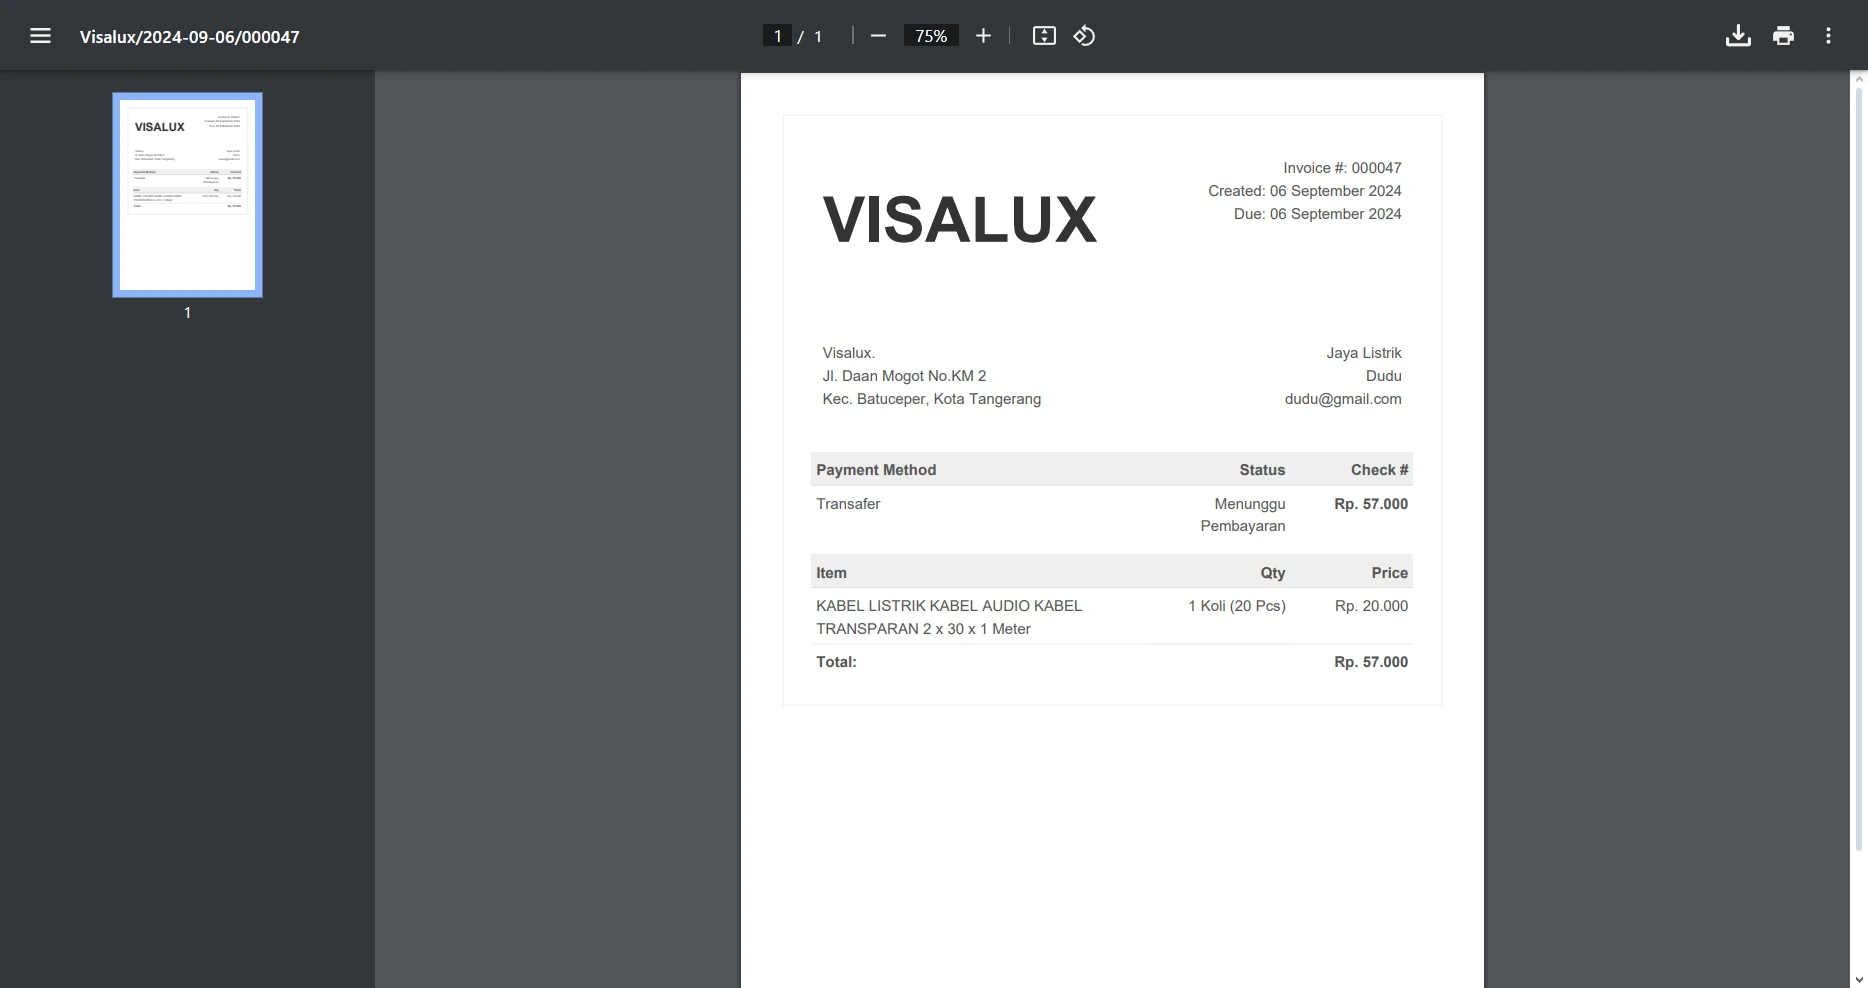 Visalux/2024-09-06/000047
1 / 1
75%
1
VISALUX
Invoice #: 000047
Created: 06 September 2024
Due: 06 September 2024
Visalux.
Jl. Daan Mogot No.KM 2
Kec. Batuceper, Kota Tangerang
Jaya Listrik
Dudu
dudu@gmail.com
Payment Method Status Check #
Transafer Menunggu Pembayaran Rp. 57.000
Item Qty Price
KABEL LISTRIK KABEL AUDIO KABEL 1 Koli (20 Pcs) Rp. 20.000
TRANSPARAN 2 x 30 x 1 Meter
Total: Rp. 57.000